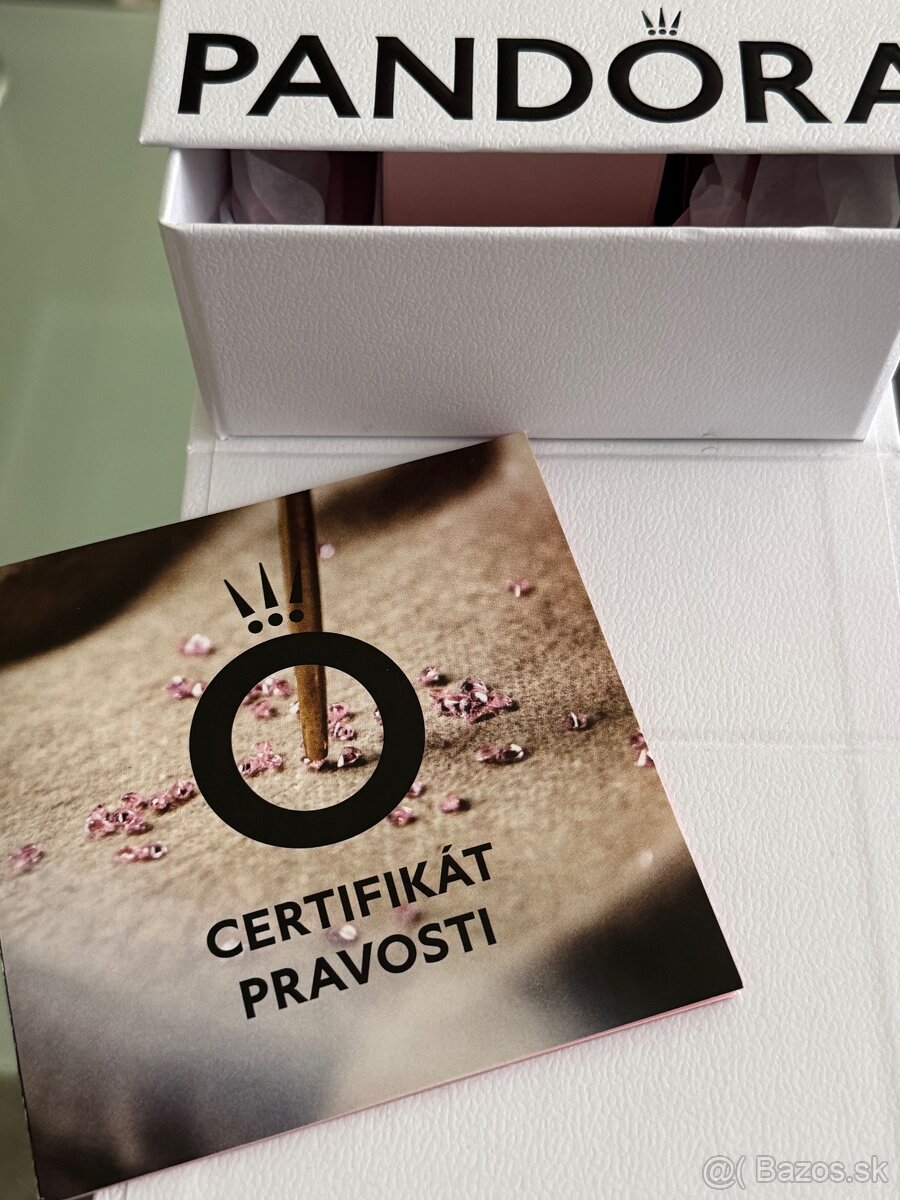 PANDORA
CERTIFIKÁT
PRAVOSTI
@( Bazos.sk